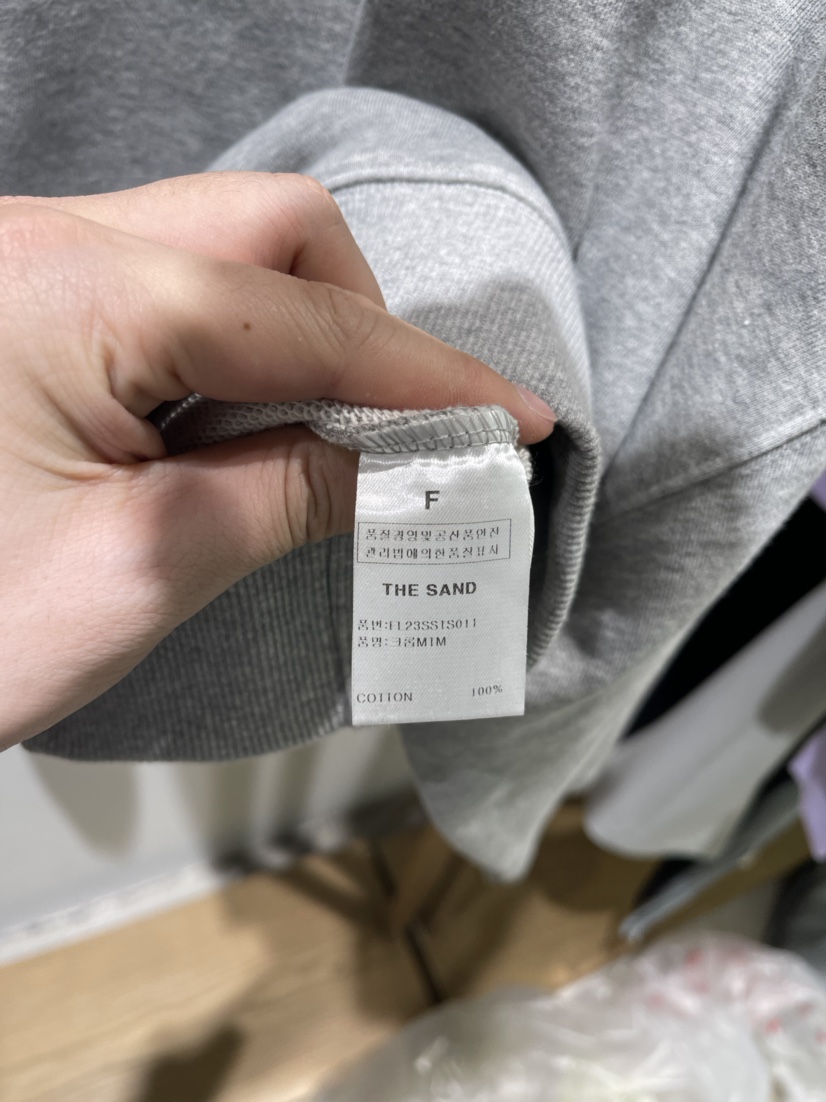 F
품질경영및공산품안전
관리법에의한품질표시
THE SAND
품번:FL23SSTS011
품명:크롭MTM
COTTON 100%